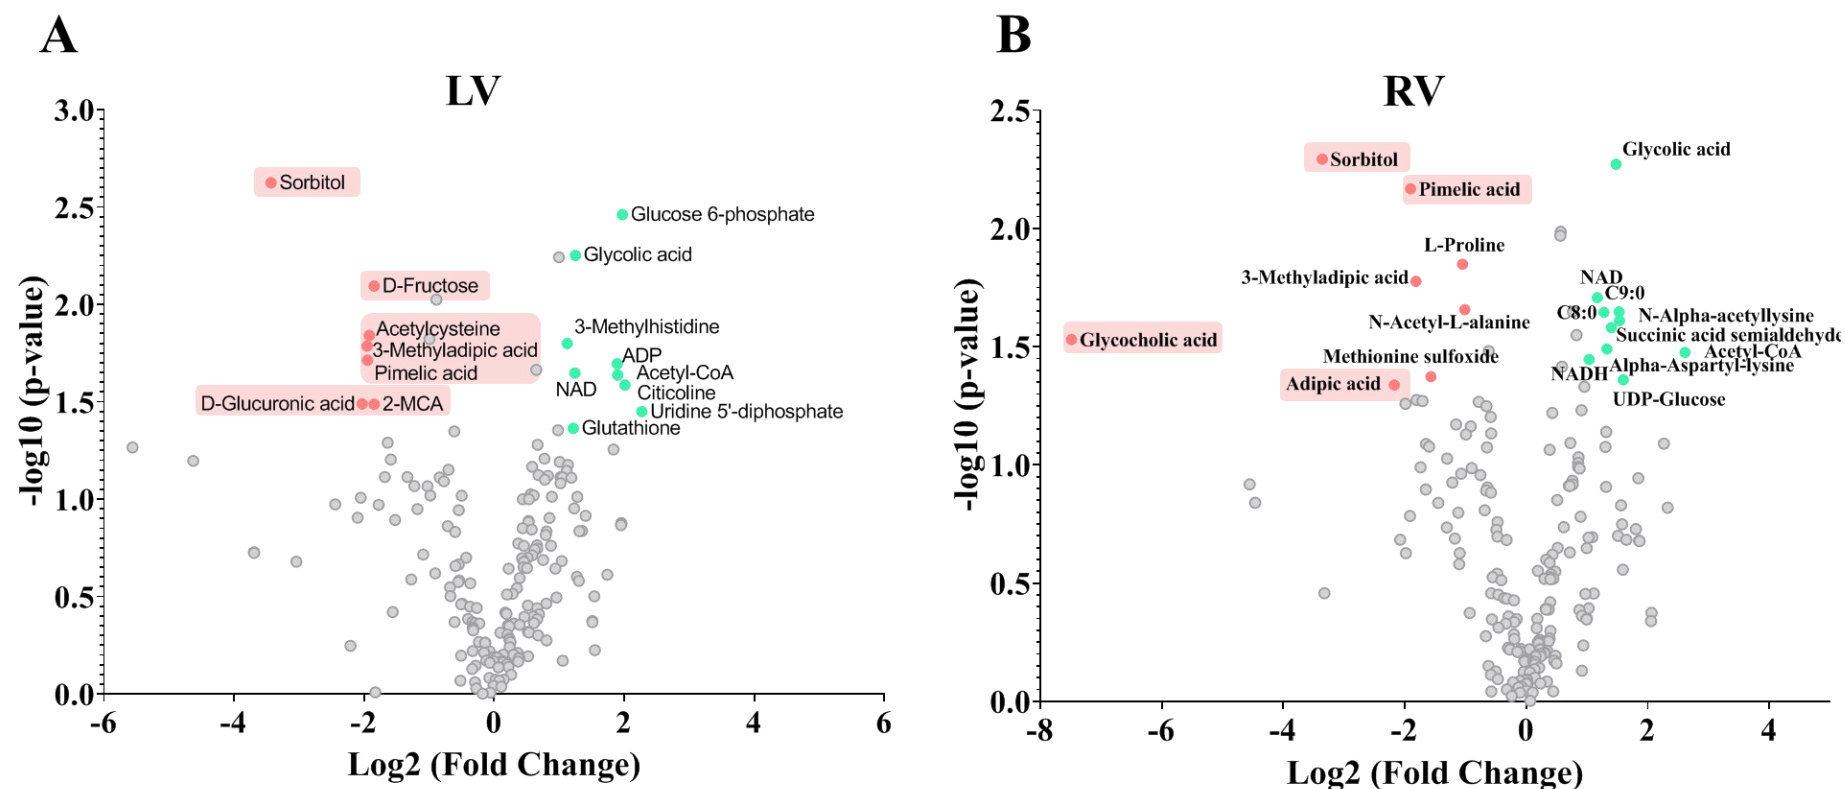 A
LV
3.0
2.5
2.0
1.5
1.0
0.5
0.0
-log10 (p-value)
Sorbitol
Glucose 6-phosphate
Glycolic acid
D-Fructose
Acetylcysteine
3-Methylhistidine
3-Methyladipic acid
ADP
Pimelic acid
Acetyl-CoA
NAD
Citicoline
D-Glucuronic acid
2-MCA
Uridine 5'-diphosphate
Glutathione
-6
-4
-2
0
2
4
6
Log2 (Fold Change)
B
RV
2.5
2.0
1.5
1.0
0.5
0.0
-log10 (p-value)
Glycolic acid
Sorbitol
Pimelic acid
L-Proline
3-Methyladipic acid
NAD
C9:0
C8:0
N-Alpha-acetyllysine
N-Acetyl-L-alanine
Succinic acid semialdehyde
Glycocholic acid
Acetyl-CoA
Methionine sulfoxide
Alpha-Aspartyl-lysine
NADH
Adipic acid
UDP-Glucose
-8
-6
-4
-2
0
2
4
Log2 (Fold Change)